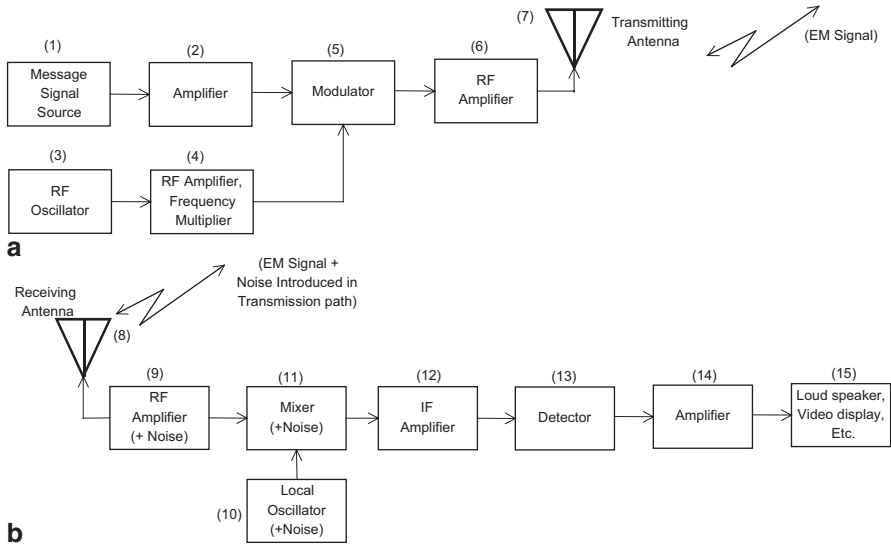 (1)
Message
Signal
Source
(2)
Amplifier
(5)
Modulator
(6)
RF
Amplifier
(7)
Transmitting
Antenna
(EM Signal)
(3)
RF
Oscillator
(4)
RF Amplifier,
Frequency
Multiplier
a
Receiving
Antenna
(EM Signal +
Noise Introduced in
Transmission path)
(8)
(9)
RF
Amplifier
(+ Noise)
(11)
Mixer
(+Noise)
(12)
IF
Amplifier
(13)
Detector
(14)
Amplifier
(15)
Loud speaker,
Video display,
Etc.
(10)
Local
Oscillator
(+Noise)
b